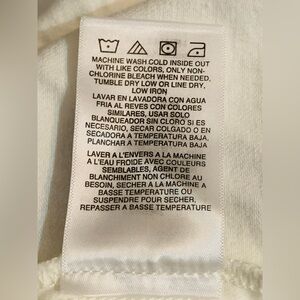 MACHINE WASH COLD INSIDE OUT
WITH LIKE COLORS, ONLY NON-
CHLORINE BLEACH WHEN NEEDED,
TUMBLE DRY LOW OR LINE DRY,
LOW IRON
LAVAR EN LAVADORA CON AGUA
FRIA AL REVES CON COLORES
SIMILARES, USAR SOLO
BLANQUEADOR SIN CLORO SI ES
NECESARIO, SECAR COLGADO O EN
SECADORA A TEMPERATURA BAJA,
PLANCHAR A TEMPERATURA BAJA
LAVER A L'ENVERS A LA MACHINE
A L'EAU FROIDE AVEC COULEURS
SEMBLABLES, AGENT DE
BLANCHIMENT NON CHLORE AU
BESOIN, SECHER A LA MACHINE A
BASSE TEMPERATURE OU
SUSPENDRE POUR SECHER,
REPASSER A BASSE TEMPERATURE